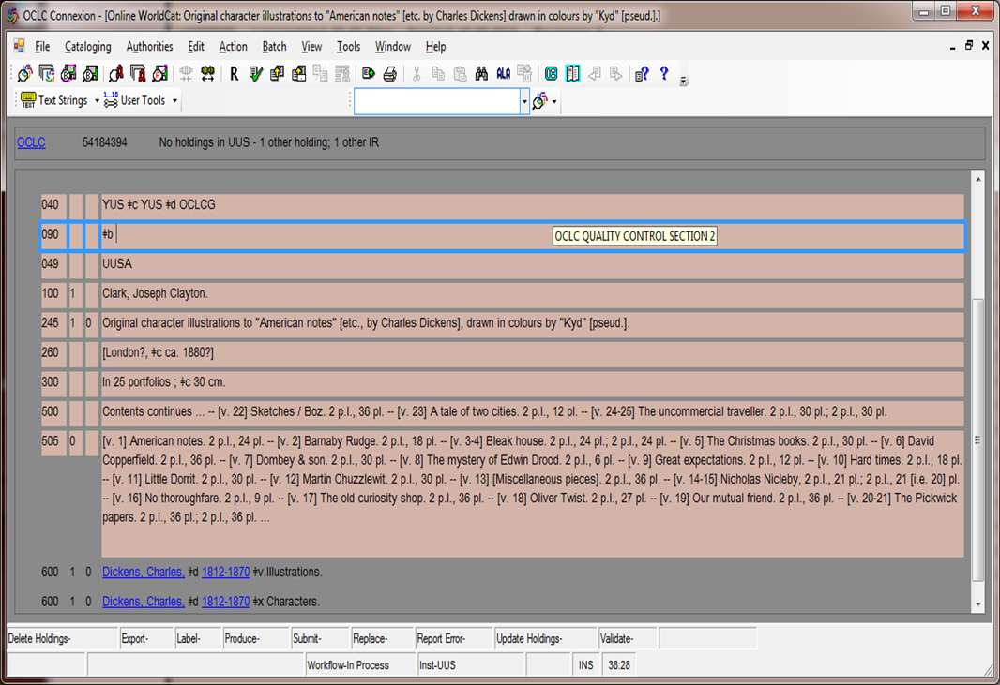 OCLC Connexion - [Online WorldCat: Original character illustrations to "American notes" [etc. by Charles Dickens] drawn in colours by "Kyd" [pseud.].]
File Cataloging Authorities Edit Action Batch View Tools Window Help
R ALA ? ?
TEXT Text Strings 1...10 User Tools
OCLC 54184394 No holdings in UUS - 1 other holding; 1 other IR
040 YUS ǂc YUS ǂd OCLCG
090 ǂb OCLC QUALITY CONTROL SECTION 2
049 UUSA
100 1 Clark, Joseph Clayton.
245 1 0 Original character illustrations to "American notes" [etc., by Charles Dickens], drawn in colours by "Kyd" [pseud.].
260 [London?, ǂc ca. 1880?]
300 In 25 portfolios ; ǂc 30 cm.
500 Contents continues ... -- [v. 22] Sketches / Boz. 2 p.l., 36 pl. -- [v. 23] A tale of two cities. 2 p.l., 12 pl. -- [v. 24-25] The uncommercial traveller. 2 p.l., 30 pl.; 2 p.l., 30 pl.
505 0 [v. 1] American notes. 2 p.l., 24 pl. -- [v. 2] Barnaby Rudge. 2 p.l., 18 pl. -- [v. 3-4] Bleak house. 2 p.l., 24 pl.; 2 p.l., 24 pl. -- [v. 5] The Christmas books. 2 p.l., 30 pl. -- [v. 6] David
Copperfield. 2 p.l., 36 pl. -- [v. 7] Dombey & son. 2 p.l., 30 pl. -- [v. 8] The mystery of Edwin Drood. 2 p.l., 6 pl. -- [v. 9] Great expectations. 2 p.l., 12 pl. -- [v. 10] Hard times. 2 p.l., 18 pl.
-- [v. 11] Little Dorrit. 2 p.l., 30 pl. -- [v. 12] Martin Chuzzlewit. 2 p.l., 30 pl. -- [v. 13] [Miscellaneous pieces]. 2 p.l., 36 pl. -- [v. 14-15] Nicholas Nicleby, 2 p.l., 21 pl.; 2 p.l., 21 [i.e. 20] pl.
-- [v. 16] No thoroughfare. 2 p.l., 9 pl. -- [v. 17] The old curiosity shop. 2 p.l., 36 pl. -- [v. 18] Oliver Twist. 2 p.l., 27 pl. -- [v. 19] Our mutual friend. 2 p.l., 36 pl. -- [v. 20-21] The Pickwick
papers. 2 p.l., 36 pl.; 2 p.l., 36 pl. ...
600 1 0 Dickens, Charles, ǂd 1812-1870 ǂv Illustrations.
600 1 0 Dickens, Charles, ǂd 1812-1870 ǂx Characters.
Delete Holdings- Export- Label- Produce- Submit- Replace- Report Error- Update Holdings- Validate-
Workflow-In Process Inst-UUS INS 38:28